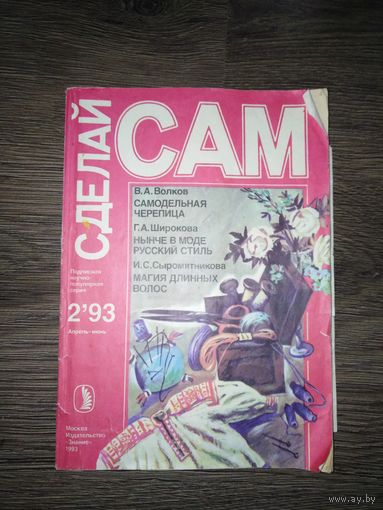 СДЕЛАЙ
САМ
В.А.Волков
САМОДЕЛЬНАЯ
ЧЕРЕПИЦА
Г.А.Широкова
НЫНЧЕ В МОДЕ
РУССКИЙ СТИЛЬ
И.С.Сыромятникова
МАГИЯ ДЛИННЫХ
ВОЛОС
Подписная
научно-
популярная
серия
2'93
Апрель-июнь
Москва
Издательство
«Знание»
1993
www.ay.by